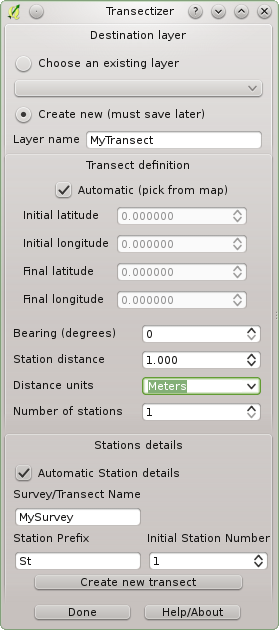 Transectizer
Destination layer
Choose an existing layer
Create new (must save later)
Layer name MyTransect
Transect definition
Automatic (pick from map)
Initial latitude 0.000000
Initial longitude 0.000000
Final latitude 0.000000
Final longitude 0.000000
Bearing (degrees) 0
Station distance 1.000
Distance units Meters
Number of stations 1
Stations details
Automatic Station details
Survey/Transect Name
MySurvey
Station Prefix Initial Station Number
St 1
Create new transect
Done Help/About